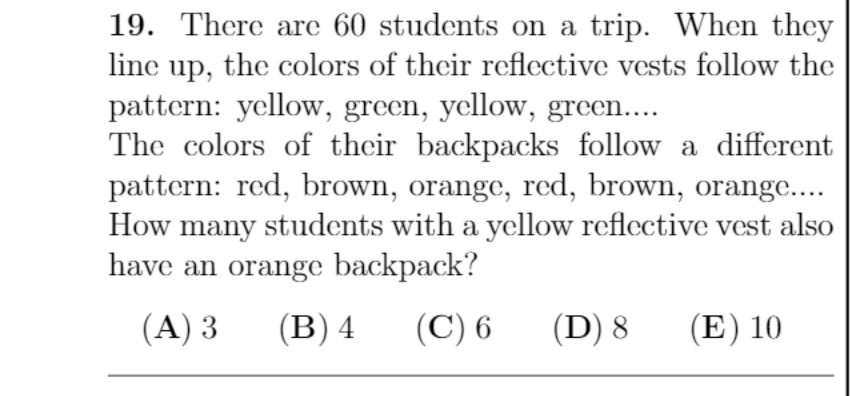 19. There are 60 students on a trip. When they
line up, the colors of their reflective vests follow the
pattern: yellow, green, yellow, green....
The colors of their backpacks follow a different
pattern: red, brown, orange, red, brown, orange....
How many students with a yellow reflective vest also
have an orange backpack?
(A) 3 (B) 4 (C) 6 (D) 8 (E) 10